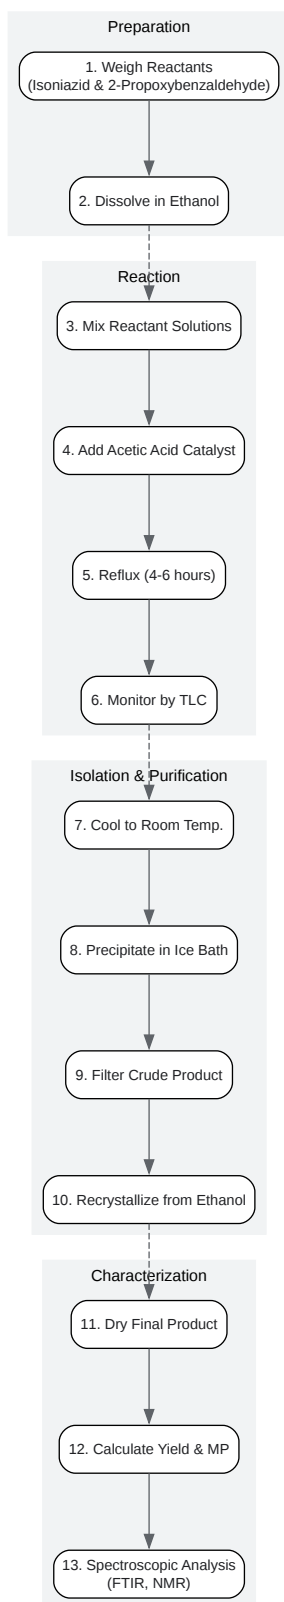 Preparation
1. Weigh Reactants
(Isoniazid & 2-Propoxybenzaldehyde)
2. Dissolve in Ethanol
Reaction
3. Mix Reactant Solutions
4. Add Acetic Acid Catalyst
5. Reflux (4-6 hours)
6. Monitor by TLC
Isolation & Purification
7. Cool to Room Temp.
8. Precipitate in Ice Bath
9. Filter Crude Product
10. Recrystallize from Ethanol
Characterization
11. Dry Final Product
12. Calculate Yield & MP
13. Spectroscopic Analysis
(FTIR, NMR)